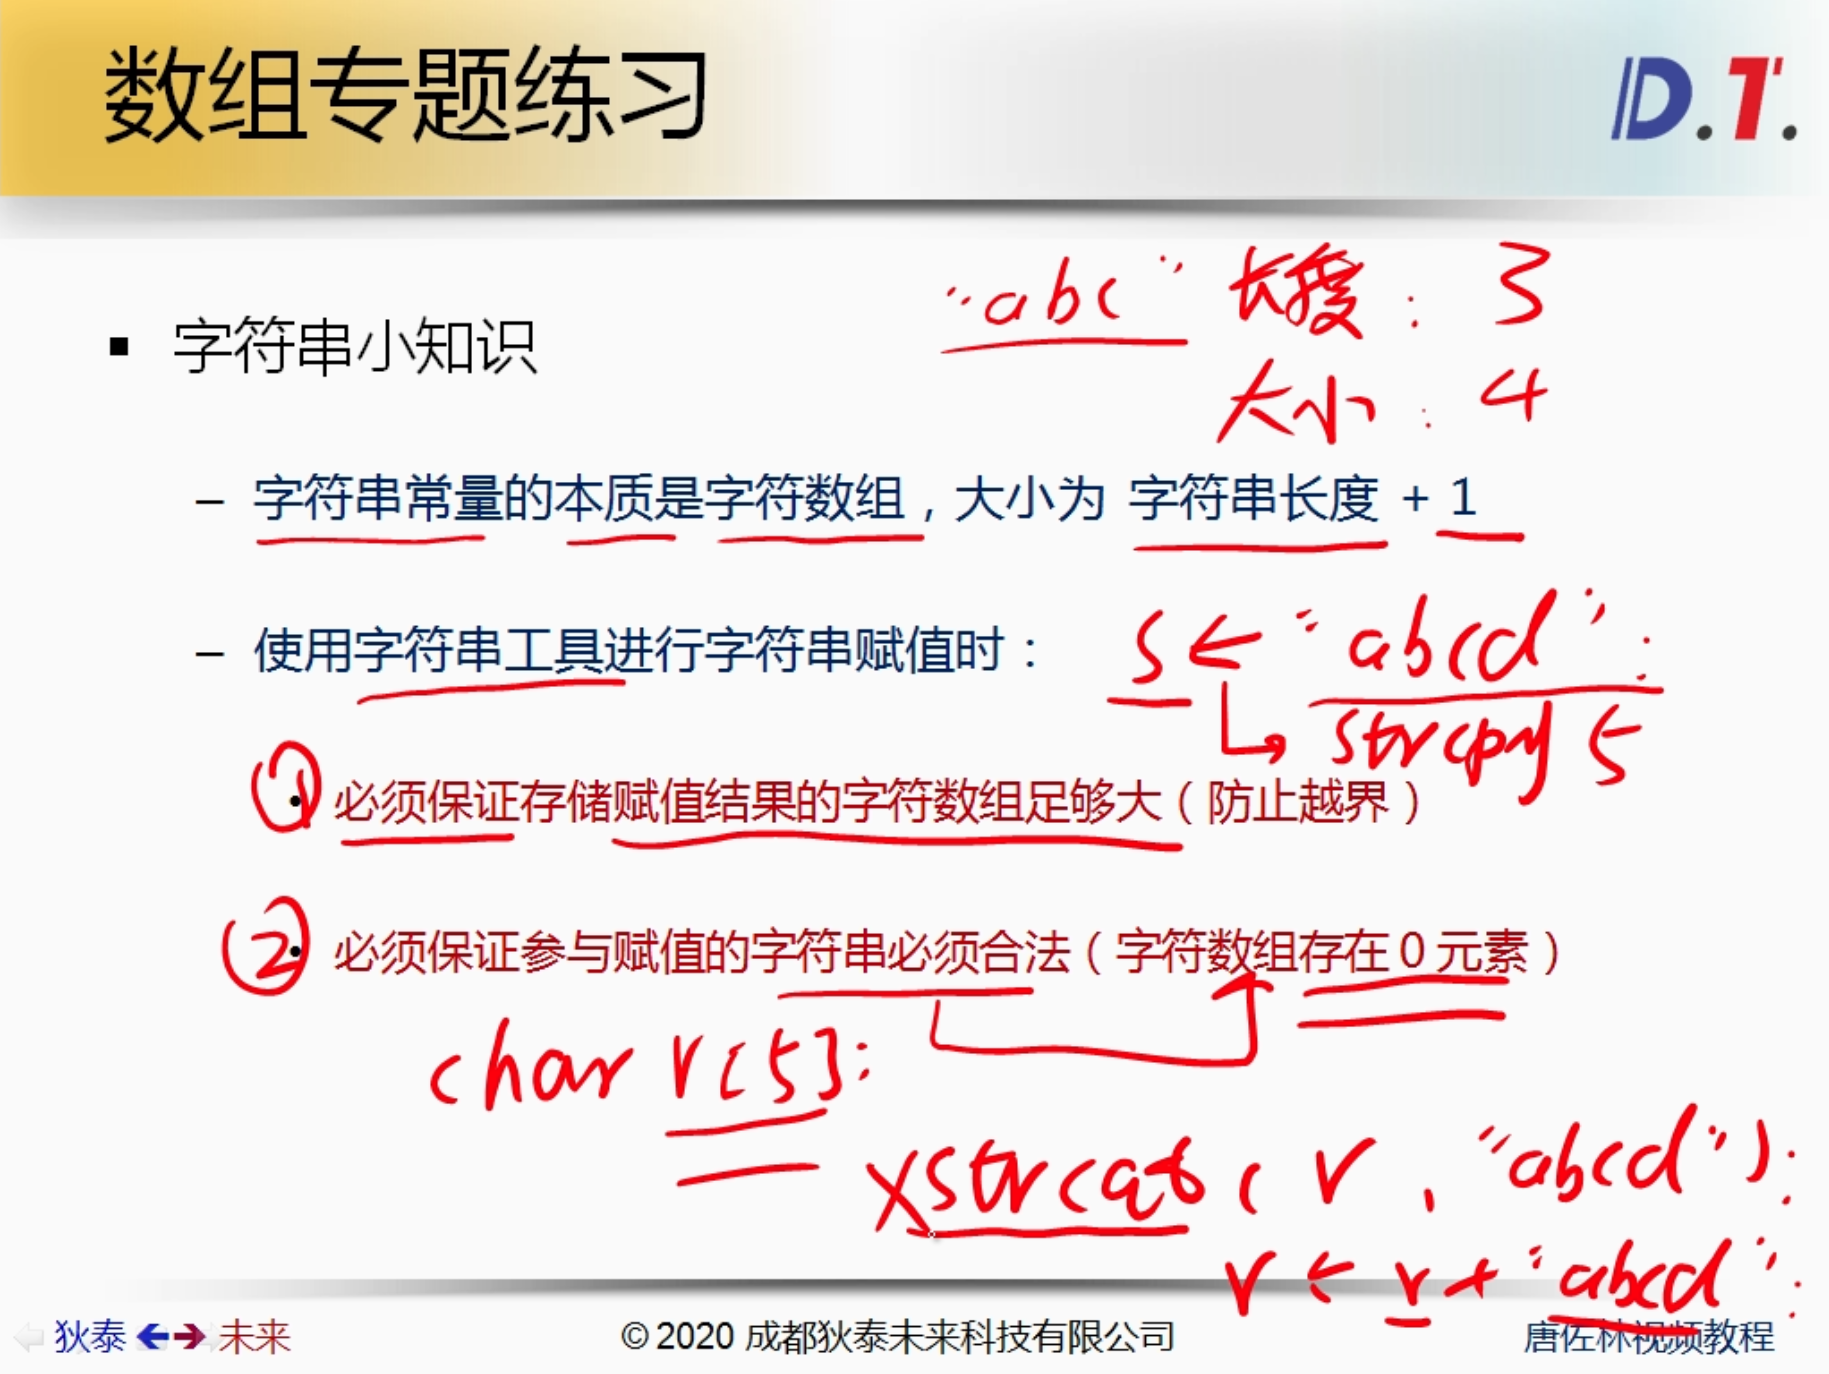 数组专题练习
D.T.
"abc" 长度: 3
字符串小知识
大小: 4
– 字符串常量的本质是字符数组，大小为 字符串长度 + 1
– 使用字符串工具进行字符串赋值时：
s ← "abcd":
strcpy 5
① 必须保证存储赋值结果的字符数组足够大（防止越界）
② 必须保证参与赋值的字符串必须合法（字符数组存在 0 元素）
char r[5];
xstrcat( r, "abcd");
r ← r + "abcd";
狄泰 未来
© 2020 成都狄泰未来科技有限公司
唐佐林视频教程